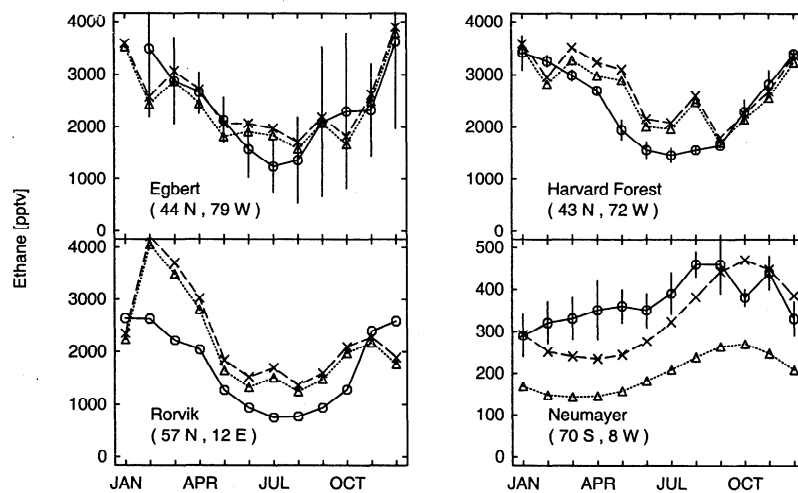 Ethane [pptv]
4000
3000
2000
1000
0
Egbert
( 44 N , 79 W )
4000
3000
2000
1000
0
Harvard Forest
( 43 N , 72 W )
4000
3000
2000
1000
0
Rorvik
( 57 N , 12 E )
JAN APR JUL OCT
500
400
300
200
100
0
Neumayer
( 70 S , 8 W )
JAN APR JUL OCT